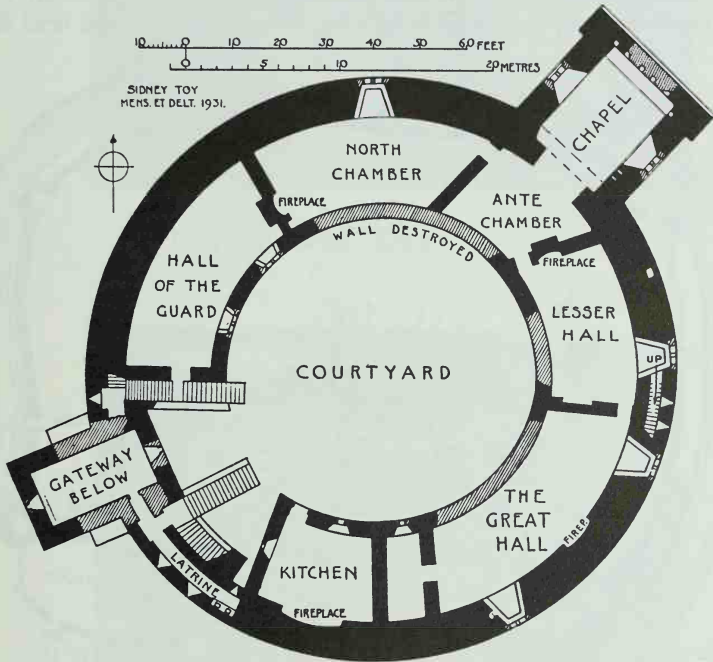 10 0 10 20 30 40 50 60 FEET
0 5 10 20 METRES
SIDNEY TOY
MENS. ET DELT. 1931.
CHAPEL
NORTH
CHAMBER
ANTE
CHAMBER
FIREPLACE
WALL DESTROYED
FIREPLACE
HALL
OF THE
GUARD
LESSER
HALL
UP
COURTYARD
GATEWAY
BELOW
THE
GREAT
HALL
FIREP.
KITCHEN
LATRINE
FIREPLACE